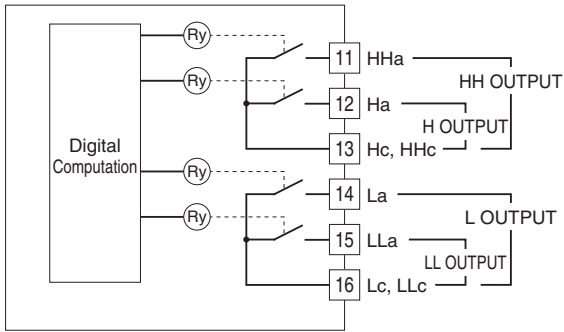 Ry
11 HHa
HH OUTPUT
Ry
12 Ha
H OUTPUT
13 Hc, HHc
Digital
Computation
Ry
14 La
L OUTPUT
Ry
15 LLa
LL OUTPUT
16 Lc, LLc